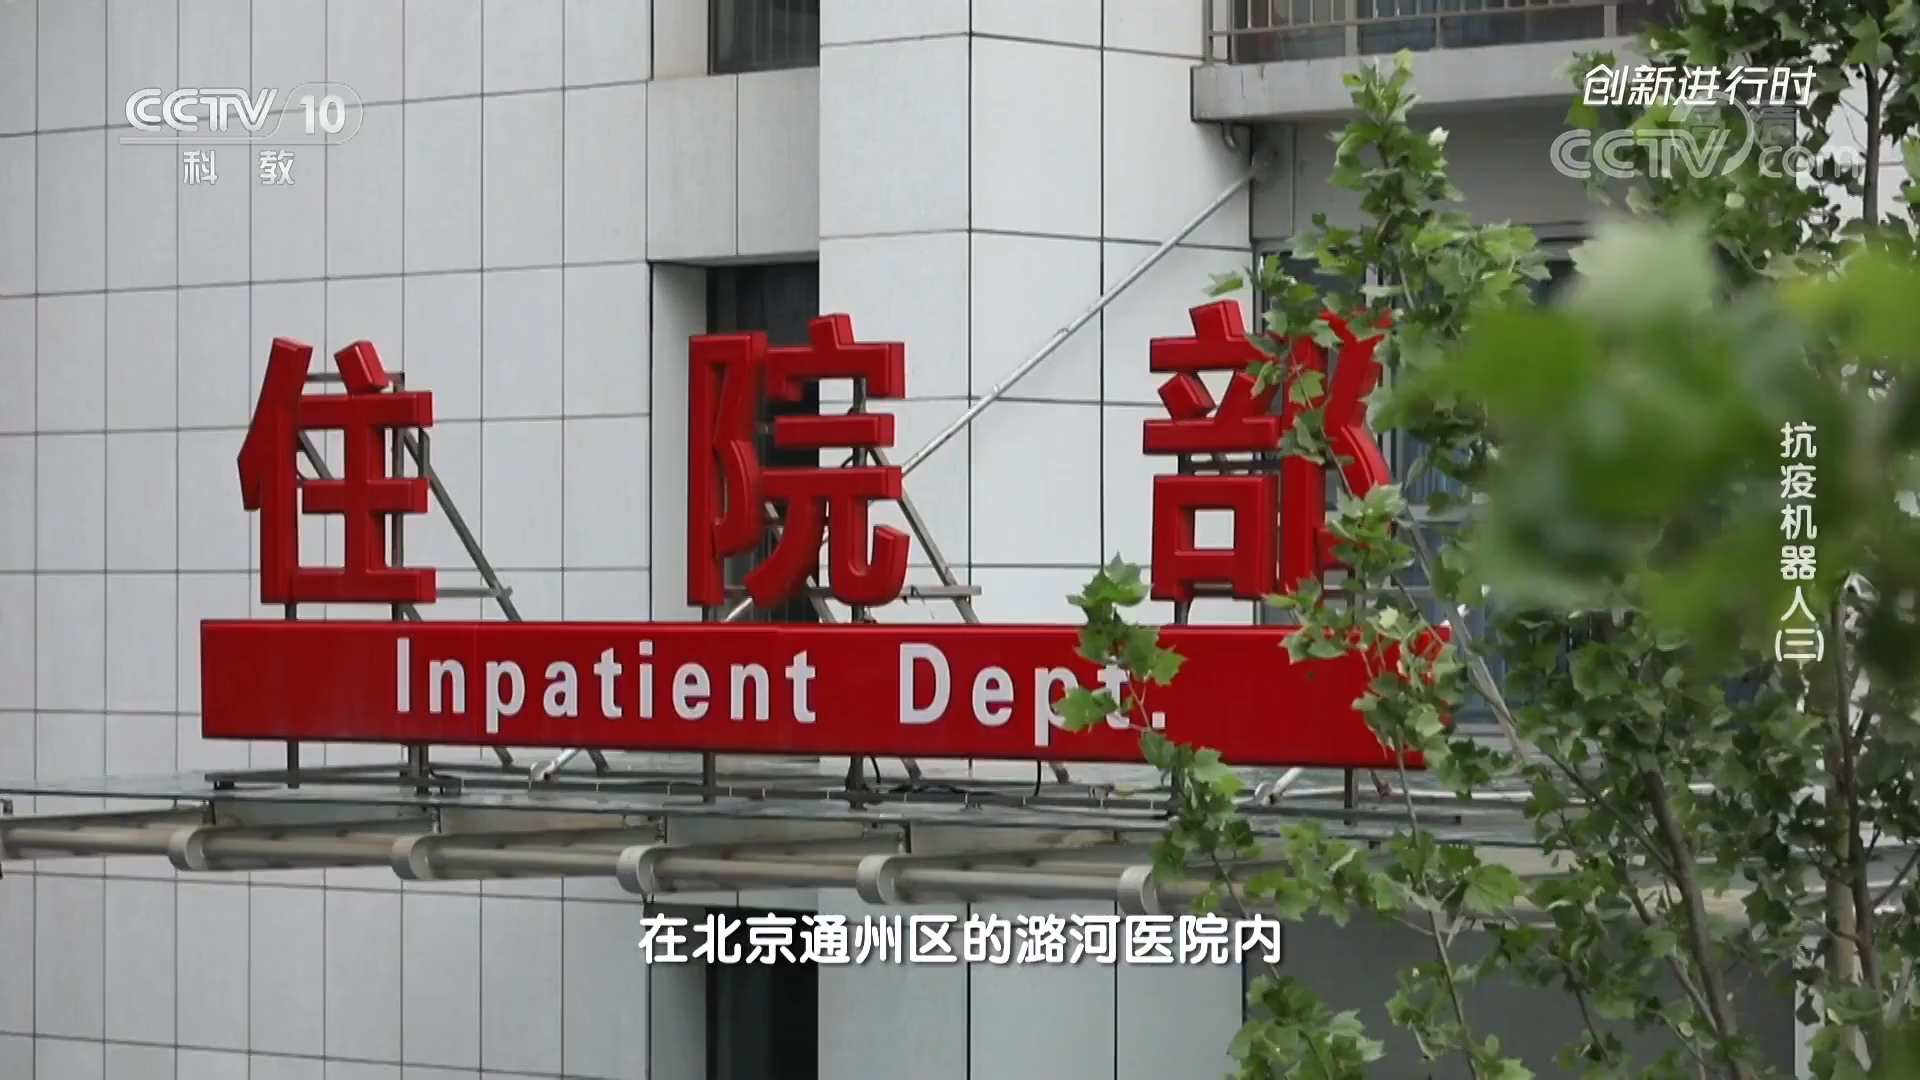 CCTV 10
科 教
创新进行时
CCTV.com
住院部
Inpatient Dept.
抗疫机器人(三)
在北京通州区的潞河医院内